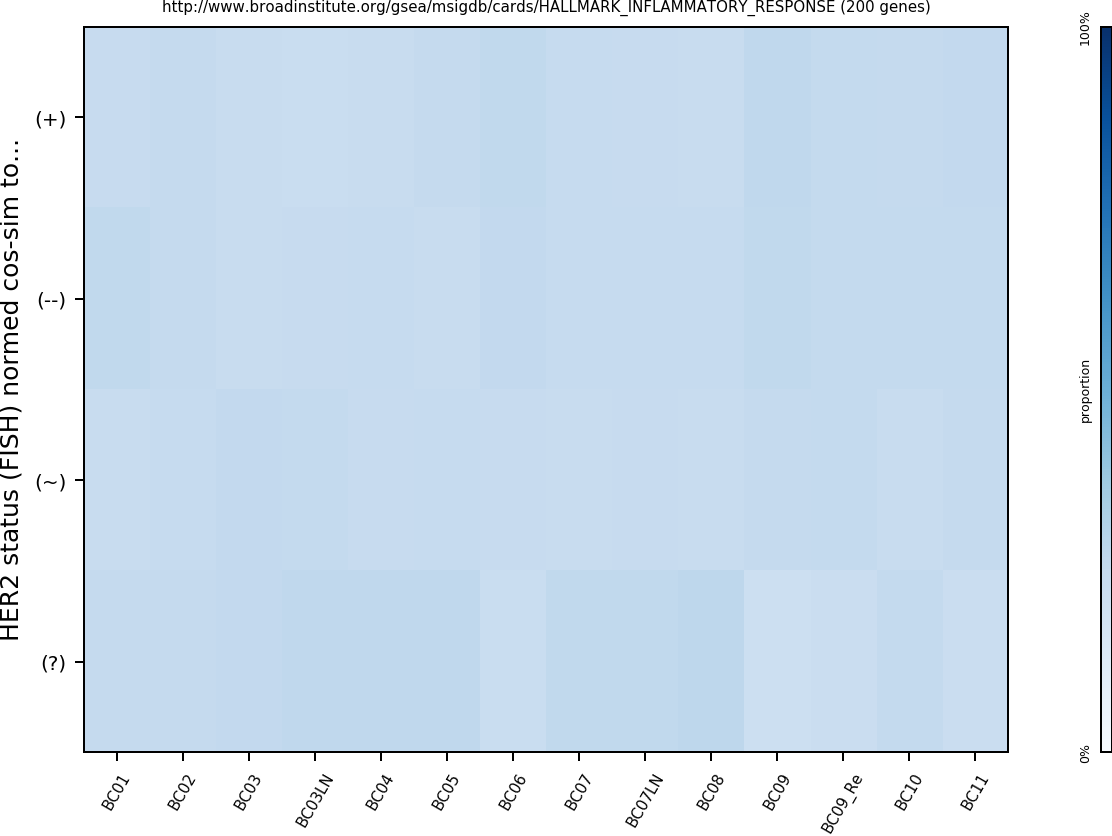 http://www.broadinstitute.org/gsea/msigdb/cards/HALLMARK_INFLAMMATORY_RESPONSE (200 genes)
HER2 status (FISH) normed cos-sim to...
(+)
(--)
(~)
(?)
BC01
BC02
BC03
BC03LN
BC04
BC05
BC06
BC07
BC07LN
BC08
BC09
BC09_Re
BC10
BC11
100%
proportion
0%